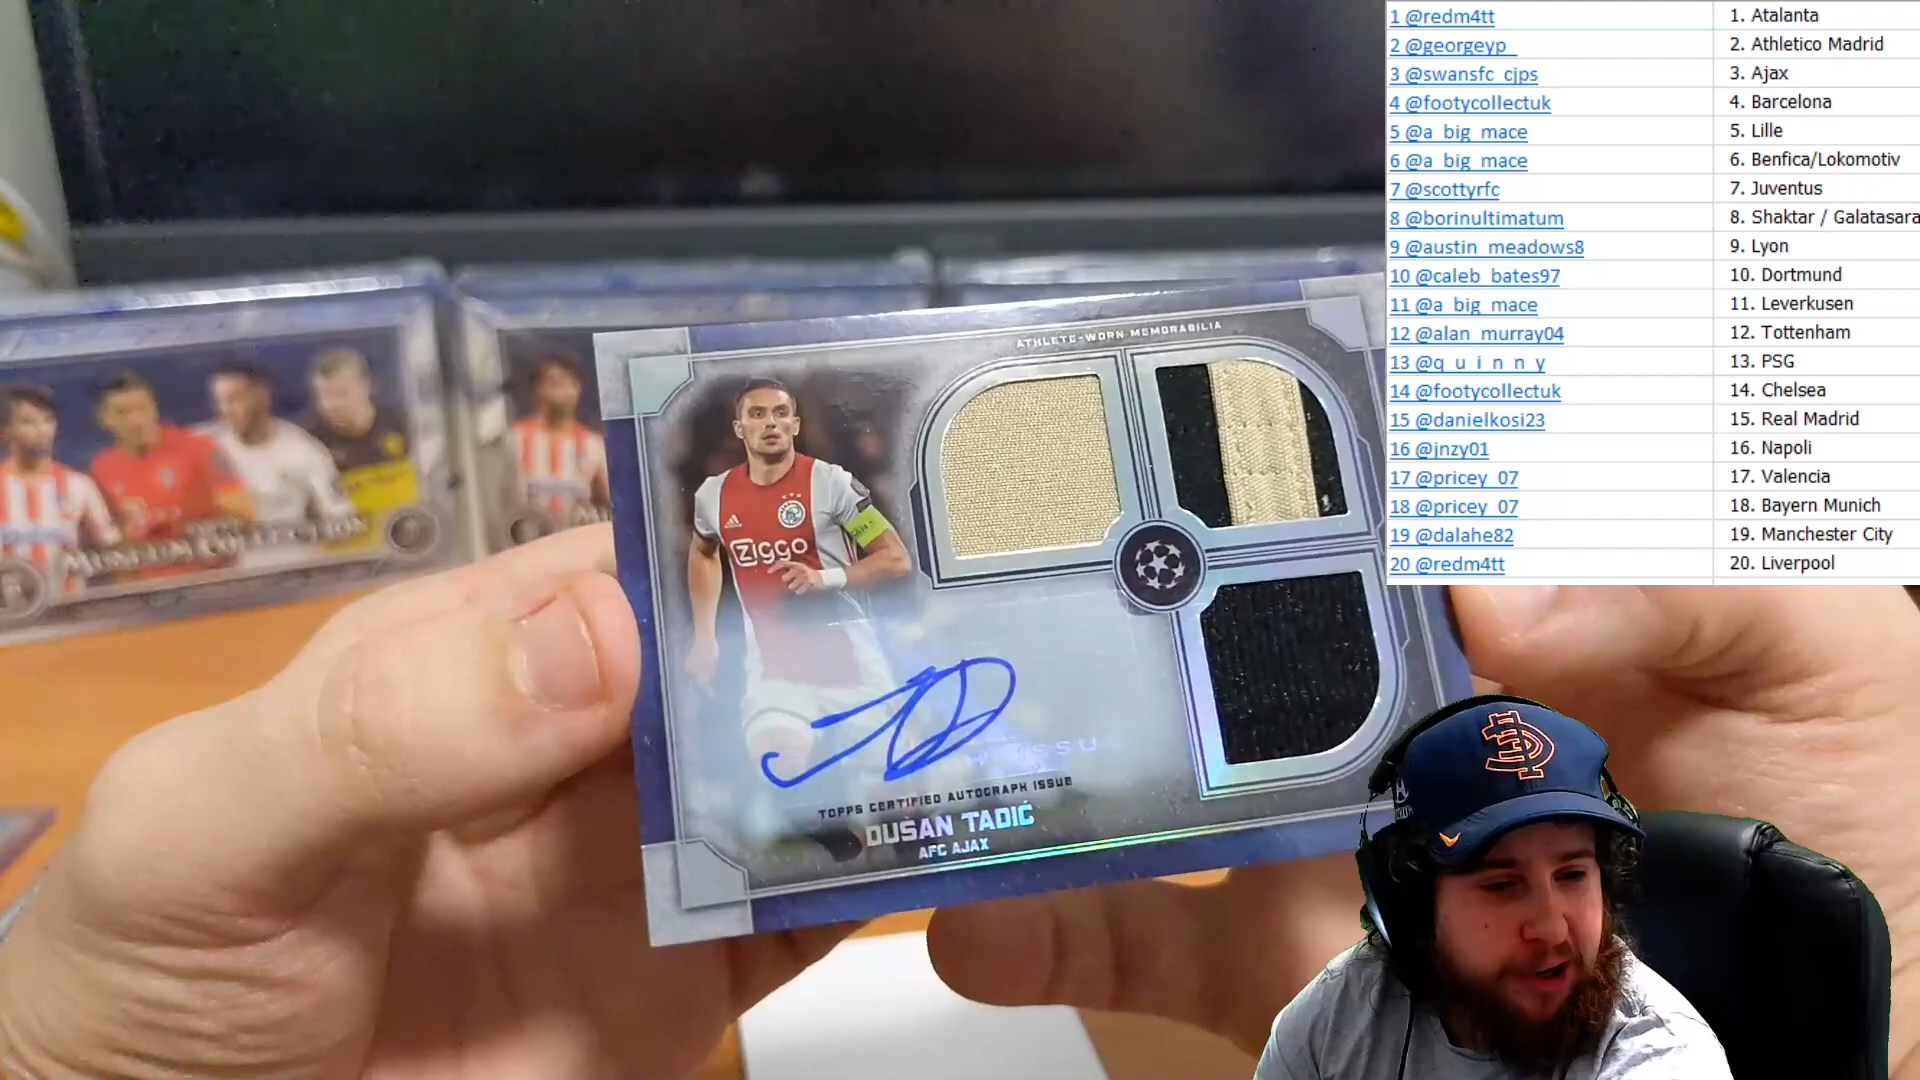 1 @redm4tt 1. Atalanta
2 @georgeyp_ 2. Athletico Madrid
3 @swansfc_cjps 3. Ajax
4 @footycollectuk 4. Barcelona
5 @a_big_mace 5. Lille
6 @a_big_mace 6. Benfica/Lokomotiv
7 @scottyrfc 7. Juventus
8 @borinultimatum 8. Shaktar / Galatasara
9 @austin_meadows8 9. Lyon
10 @caleb_bates97 10. Dortmund
11 @a_big_mace 11. Leverkusen
12 @alan_murray04 12. Tottenham
13 @q_u_i_n_n_y 13. PSG
14 @footycollectuk 14. Chelsea
15 @danielkosi23 15. Real Madrid
16 @jnzy01 16. Napoli
17 @pricey_07 17. Valencia
18 @pricey_07 18. Bayern Munich
19 @dalahe82 19. Manchester City
20 @redm4tt 20. Liverpool
ATHLETE-WORN MEMORABILIA
ZIGGO
TOPPS CERTIFIED AUTOGRAPH ISSUE
DUŠAN TADIĆ
AFC AJAX
MUSEUM COLLECTION